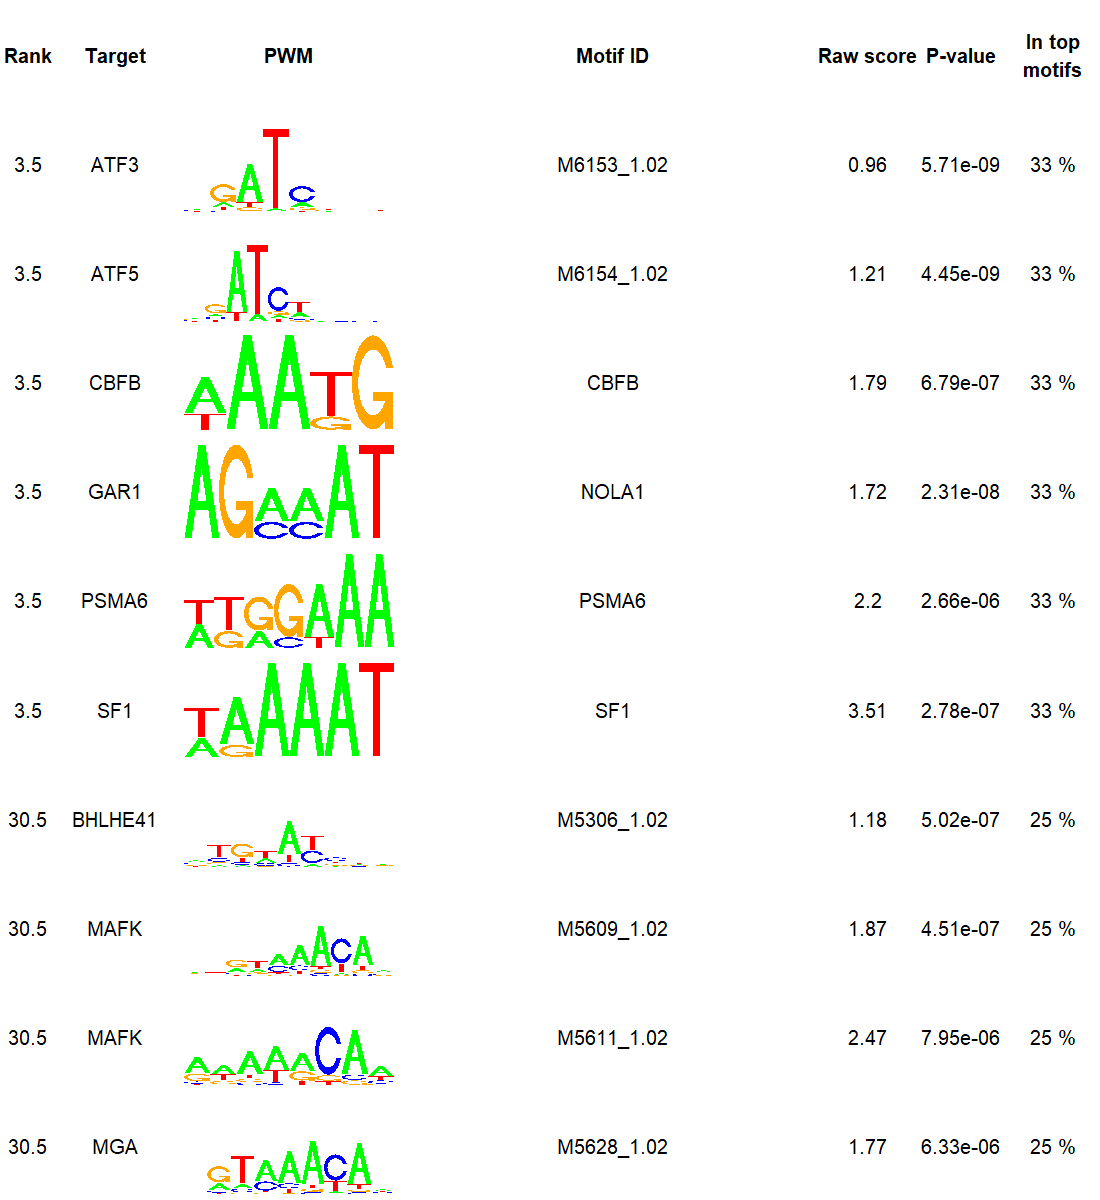 Rank Target PWM Motif ID Raw score P-value In top motifs
3.5 ATF3 M6153_1.02 0.96 5.71e-09 33 %
3.5 ATF5 M6154_1.02 1.21 4.45e-09 33 %
3.5 CBFB CBFB 1.79 6.79e-07 33 %
3.5 GAR1 NOLA1 1.72 2.31e-08 33 %
3.5 PSMA6 PSMA6 2.2 2.66e-06 33 %
3.5 SF1 SF1 3.51 2.78e-07 33 %
30.5 BHLHE41 M5306_1.02 1.18 5.02e-07 25 %
30.5 MAFK M5609_1.02 1.87 4.51e-07 25 %
30.5 MAFK M5611_1.02 2.47 7.95e-06 25 %
30.5 MGA M5628_1.02 1.77 6.33e-06 25 %